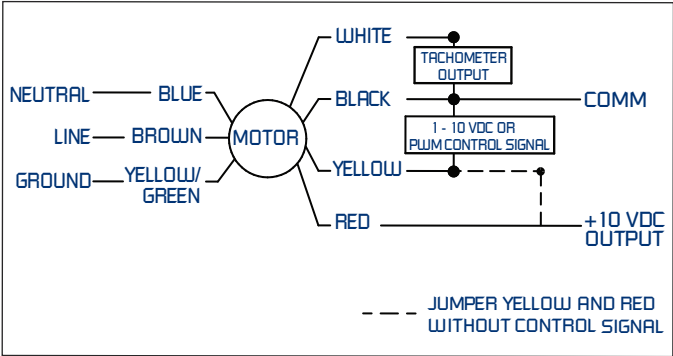 WHITE
TACHOMETER
OUTPUT
NEUTRAL
BLUE
BLACK
COMM
LINE
BROWN
MOTOR
1 - 10 VDC OR
PWM CONTROL SIGNAL
GROUND
YELLOW/
GREEN
YELLOW
RED
+10 VDC
OUTPUT
JUMPER YELLOW AND RED
WITHOUT CONTROL SIGNAL